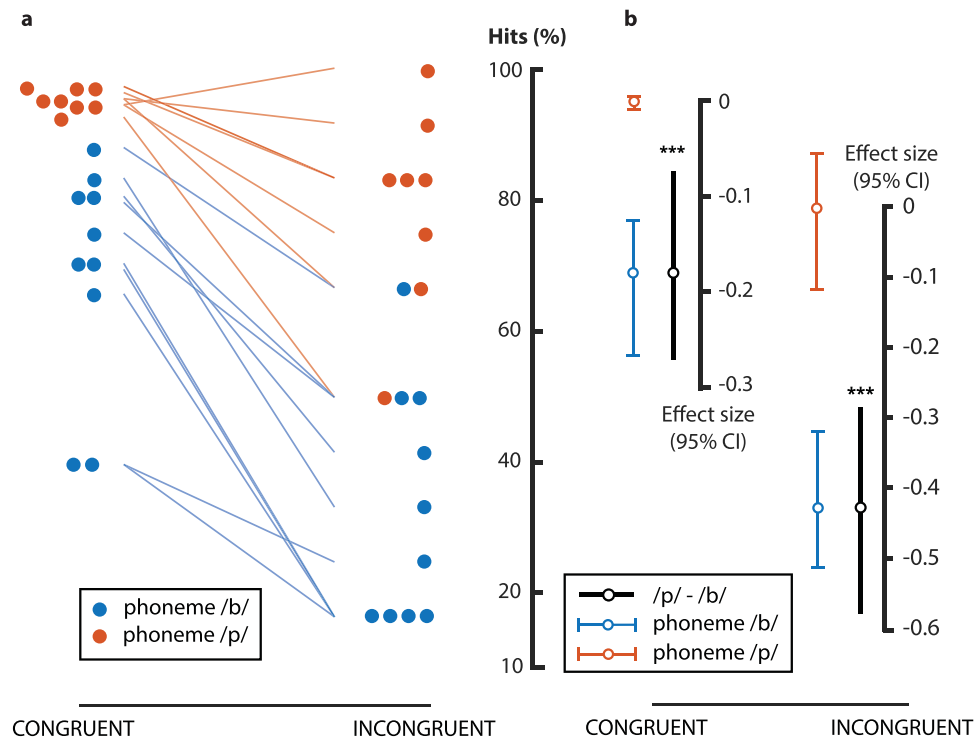 a
Hits (%)
b
100
80
60
40
20
10
0
-0.1
-0.2
-0.3
***
Effect size
(95% CI)
Effect size
(95% CI)
0
-0.1
-0.2
-0.3
-0.4
-0.5
-0.6
***
phoneme /b/
phoneme /p/
/p/ - /b/
phoneme /b/
phoneme /p/
CONGRUENT
INCONGRUENT
CONGRUENT
INCONGRUENT